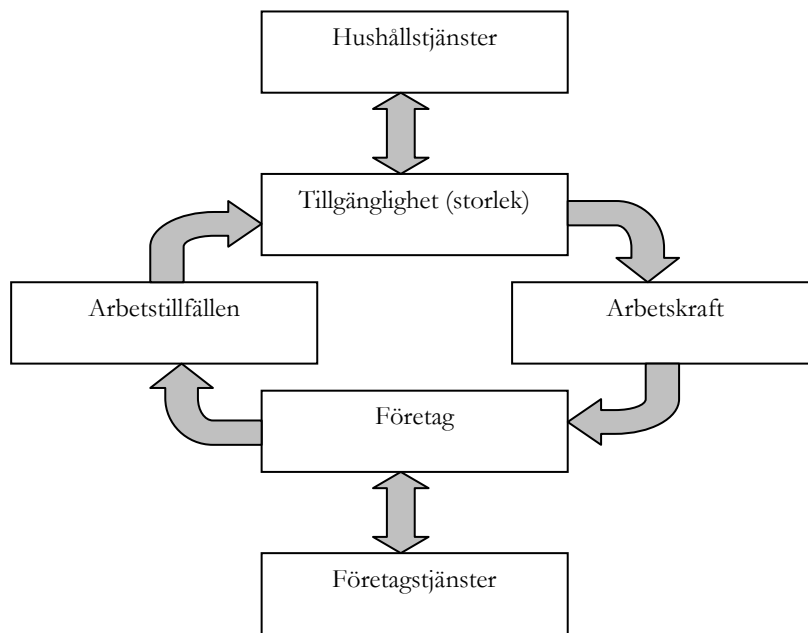 Hushållstjänster
Tillgänglighet (storlek)
Arbetstillfällen
Arbetskraft
Företag
Företagstjänster